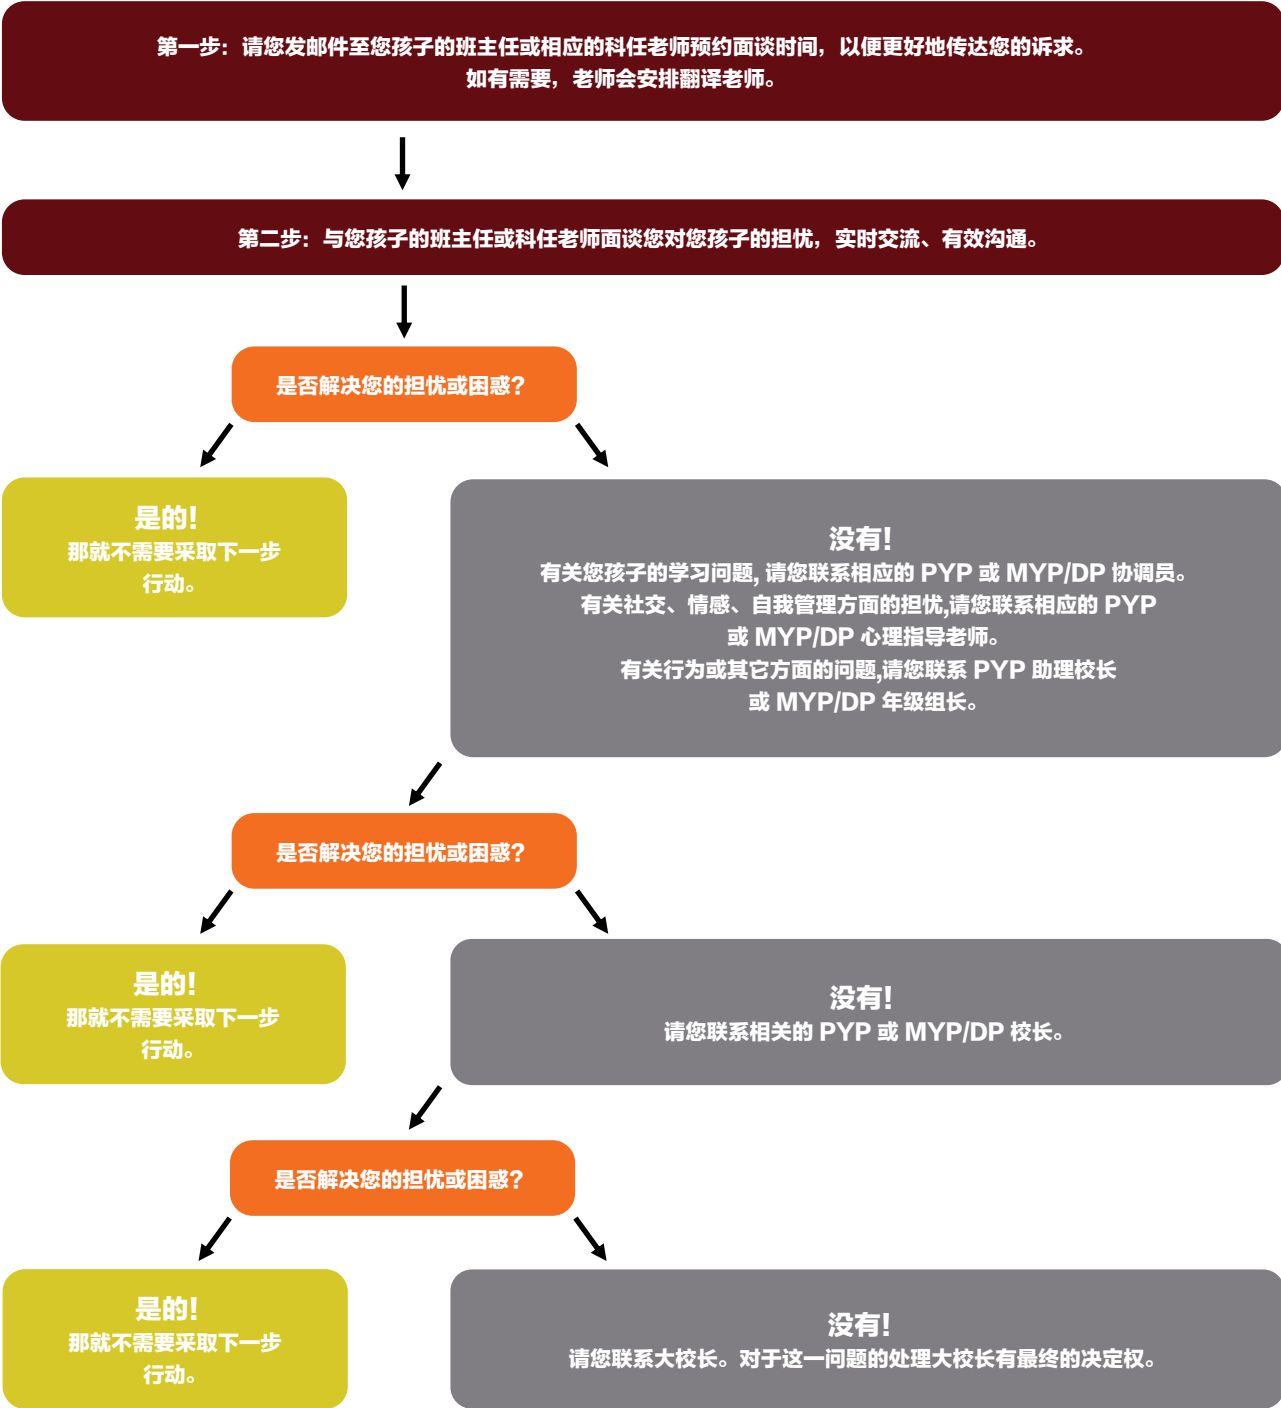 第一步：请您发邮件至您孩子的班主任或相应的科任老师预约面谈时间，以便更好地传达您的诉求。
如有需要，老师会安排翻译老师。
第二步：与您孩子的班主任或科任老师面谈您对您孩子的担忧，实时交流、有效沟通。
是否解决您的担忧或困惑？
是的！
那就不需要采取下一步
行动。
没有！
有关您孩子的学习问题, 请您联系相应的 PYP 或 MYP/DP 协调员。
有关社交、情感、自我管理方面的担忧,请您联系相应的 PYP
或 MYP/DP 心理指导老师。
有关行为或其它方面的问题,请您联系 PYP 助理校长
或 MYP/DP 年级组长。
是否解决您的担忧或困惑？
是的！
那就不需要采取下一步
行动。
没有！
请您联系相关的 PYP 或 MYP/DP 校长。
是否解决您的担忧或困惑？
是的！
那就不需要采取下一步
行动。
没有！
请您联系大校长。对于这一问题的处理大校长有最终的决定权。